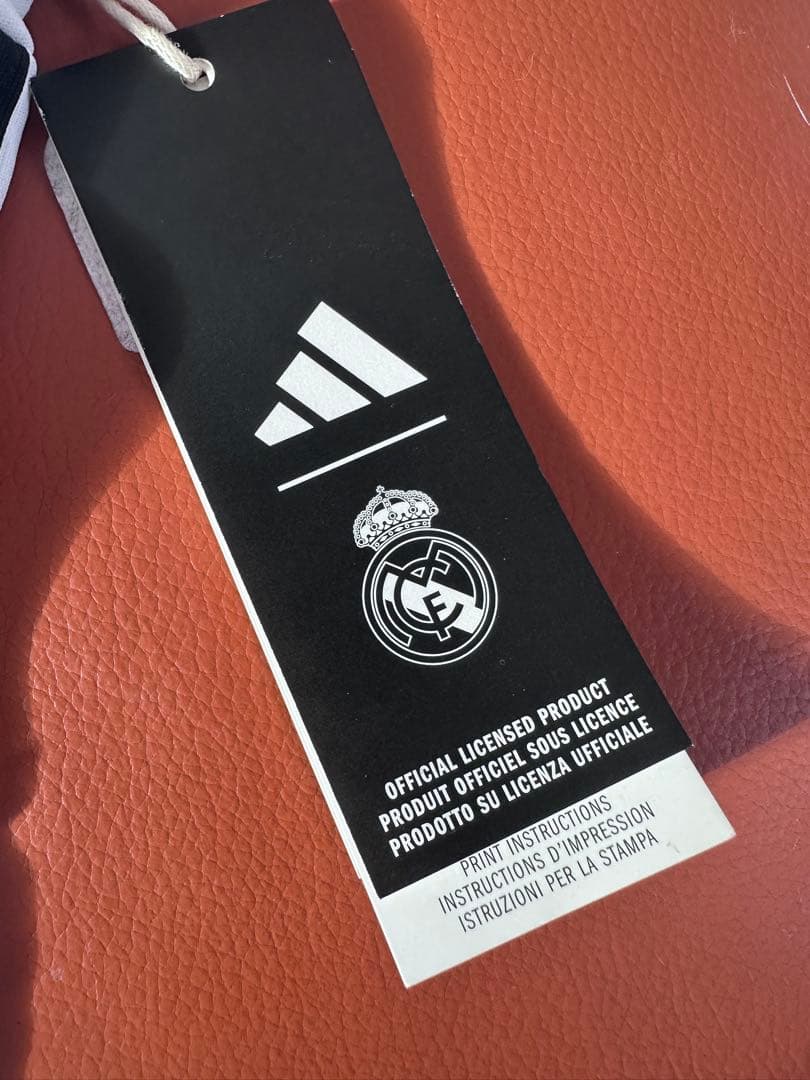 OFFICIAL LICENSED PRODUCT
PRODUIT OFFICIEL SOUS LICENCE
PRODOTTO SU LICENZA UFFICIALE
PRINT INSTRUCTIONS
INSTRUCTIONS D'IMPRESSION
ISTRUZIONI PER LA STAMPA